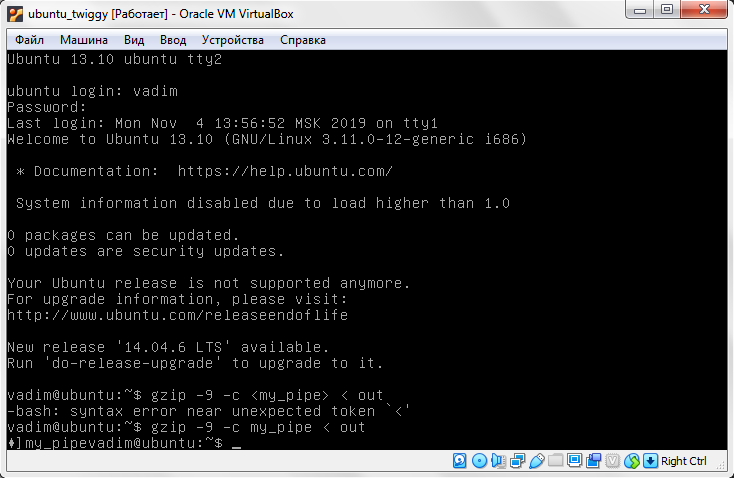 ubuntu_twiggy [Работает] - Oracle VM VirtualBox
Файл Машина Вид Ввод Устройства Справка
Ubuntu 13.10 ubuntu tty2
ubuntu login: vadim
Password:
Last login: Mon Nov  4 13:56:52 MSK 2019 on tty1
Welcome to Ubuntu 13.10 (GNU/Linux 3.11.0-12-generic i686)
* Documentation:  https://help.ubuntu.com/
System information disabled due to load higher than 1.0
0 packages can be updated.
0 updates are security updates.
Your Ubuntu release is not supported anymore.
For upgrade information, please visit:
http://www.ubuntu.com/releaseendoflife
New release '14.04.6 LTS' available.
Run 'do-release-upgrade' to upgrade to it.
vadim@ubuntu:~$ gzip -9 -c <my_pipe> < out
-bash: syntax error near unexpected token `<'
vadim@ubuntu:~$ gzip -9 -c my_pipe < out
♦]my_pipevadim@ubuntu:~$ _
Right Ctrl